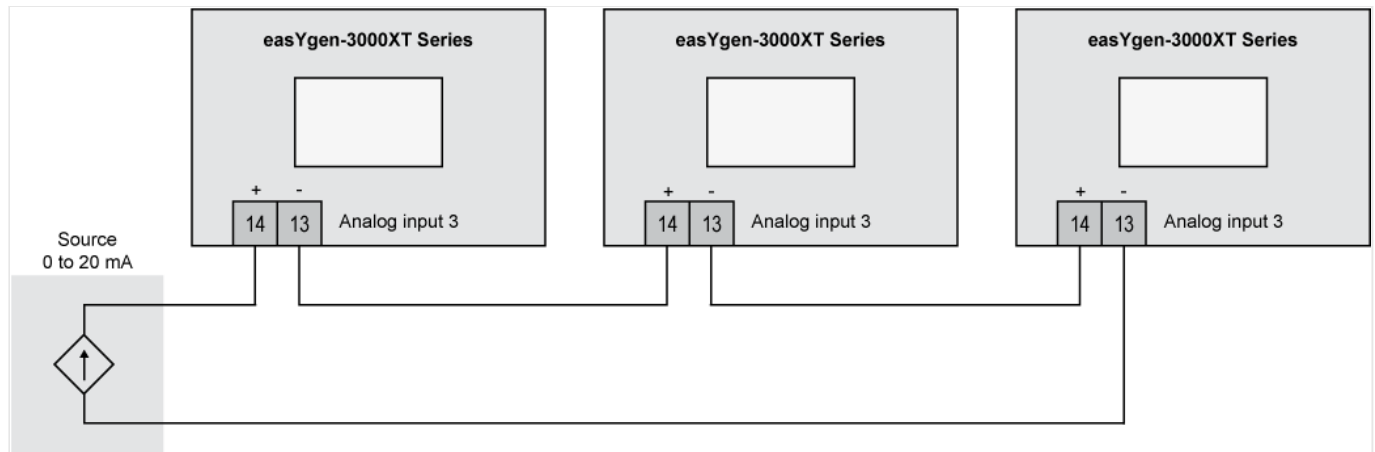 easYgen-3000XT Series
easYgen-3000XT Series
easYgen-3000XT Series
+ -
+ -
+ -
14 13 Analog input 3
14 13 Analog input 3
14 13 Analog input 3
Source
0 to 20 mA